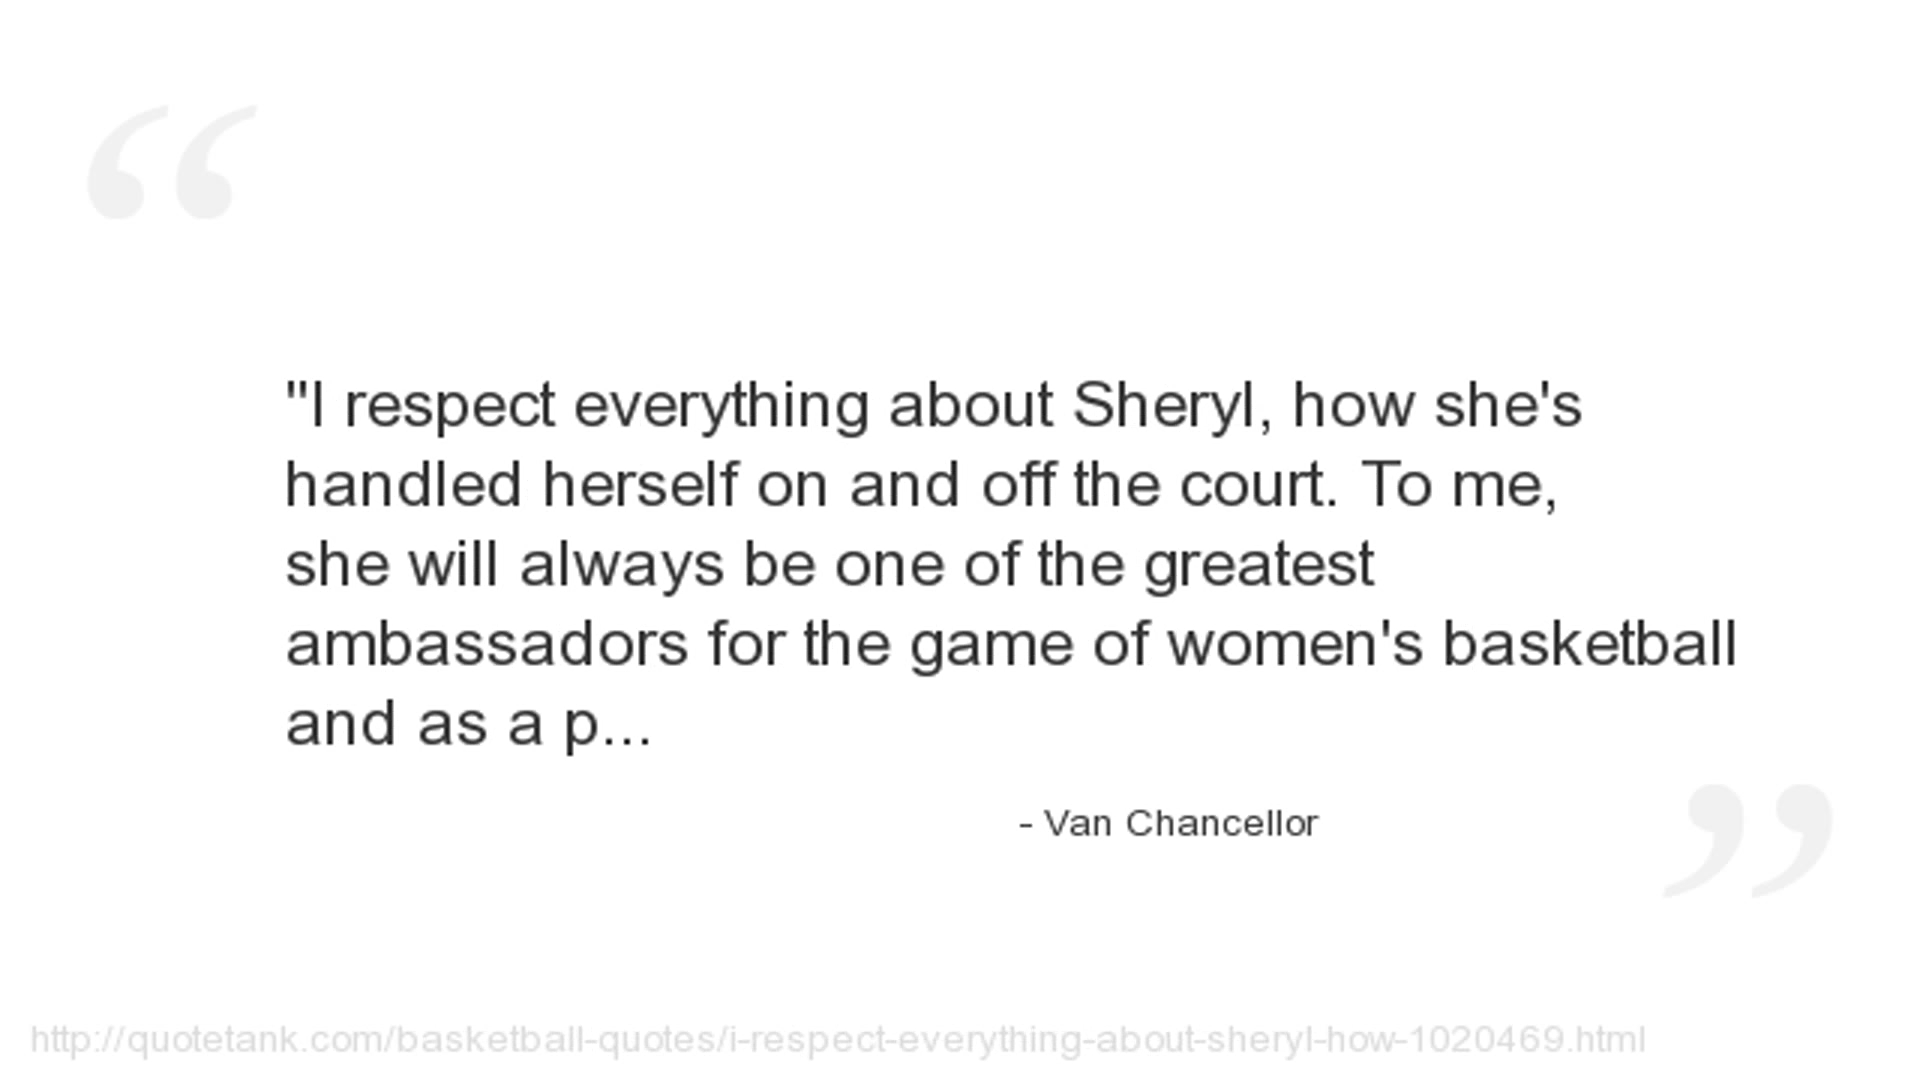 "I respect everything about Sheryl, how she's
handled herself on and off the court. To me,
she will always be one of the greatest
ambassadors for the game of women's basketball
and as a p...
- Van Chancellor
http://quotetank.com/basketball-quotes/i-respect-everything-about-sheryl-how-1020469.html